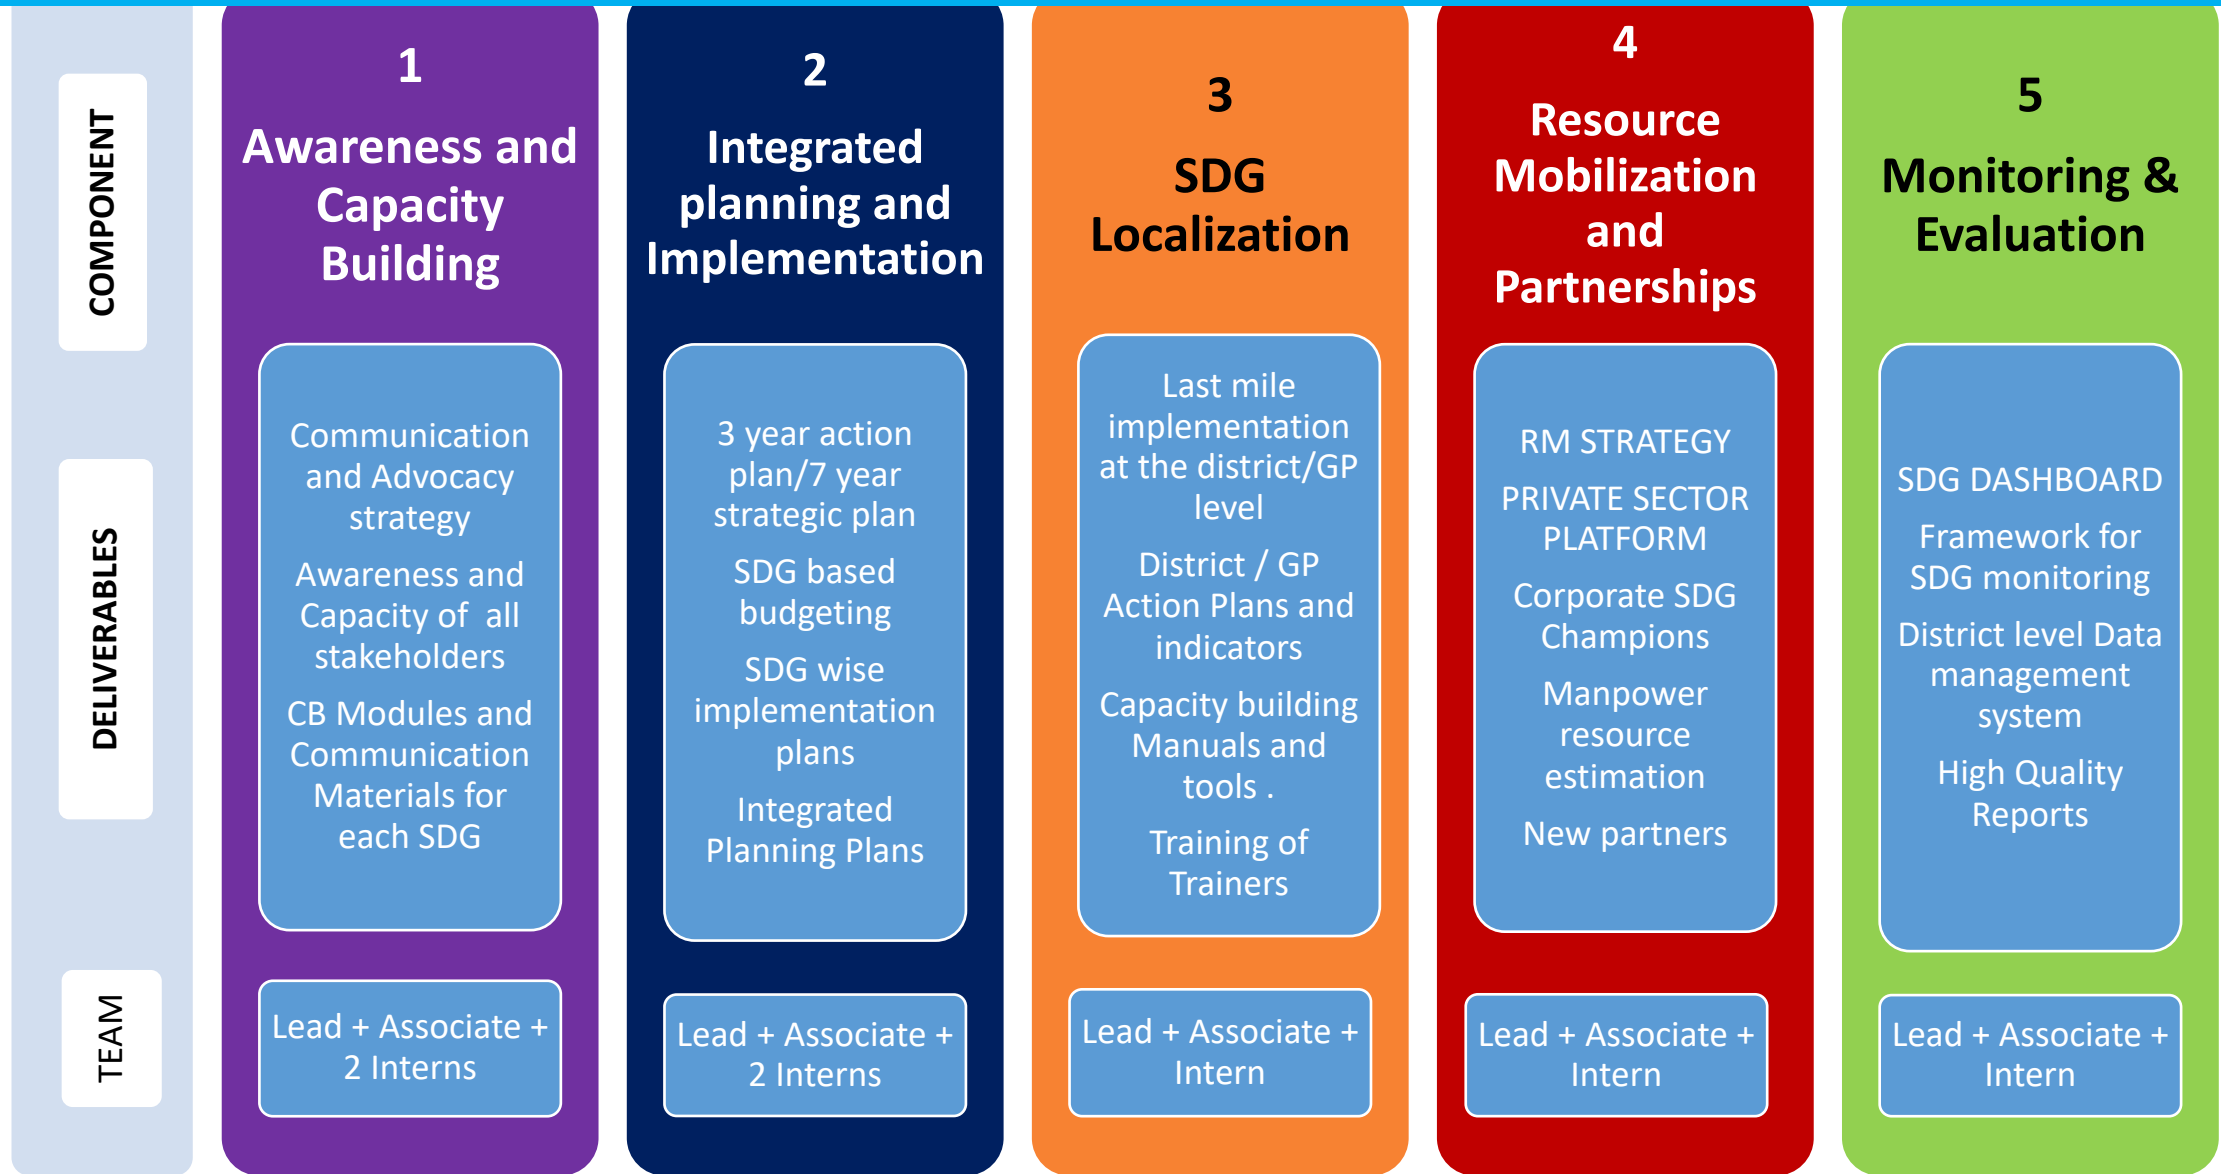 COMPONENT
DELIVERABLES
TEAM
1
Awareness and
Capacity
Building
Communication
and Advocacy
strategy
Awareness and
Capacity of  all
stakeholders
CB Modules and
Communication
Materials for
each SDG
Lead + Associate +
2 Interns
2
Integrated
planning and
Implementation
3 year action
plan/7 year
strategic plan
SDG based
budgeting
SDG wise
implementation
plans
Integrated
Planning Plans
Lead + Associate +
2 Interns
3
SDG
Localization
Last mile
implementation
at the district/GP
level
District / GP
Action Plans and
indicators
Capacity building
Manuals and
tools .
Training of
Trainers
Lead + Associate +
Intern
4
Resource
Mobilization
and
Partnerships
RM STRATEGY
PRIVATE SECTOR
PLATFORM
Corporate SDG
Champions
Manpower
resource
estimation
New partners
Lead + Associate +
Intern
5
Monitoring &
Evaluation
SDG DASHBOARD
Framework for
SDG monitoring
District level Data
management
system
High Quality
Reports
Lead + Associate +
Intern